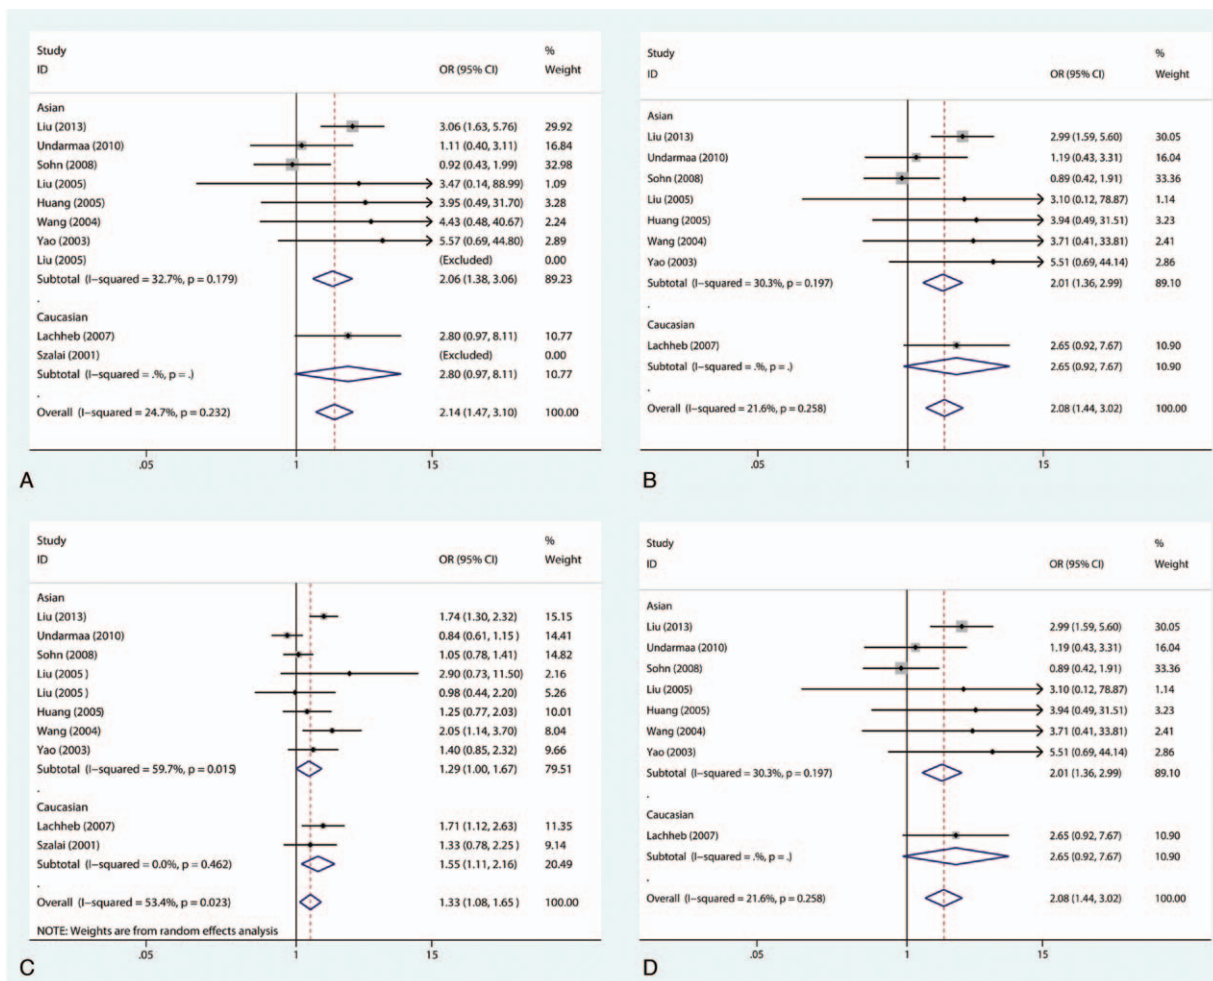 Study %
ID OR (95% CI) Weight
Asian
Liu (2013) 3.06 (1.63, 5.76) 29.92
Undarmaa (2010) 1.11 (0.40, 3.11) 16.84
Sohn (2008) 0.92 (0.43, 1.99) 32.98
Liu (2005) 3.47 (0.14, 88.99) 1.09
Huang (2005) 3.95 (0.49, 31.70) 3.28
Wang (2004) 4.43 (0.48, 40.67) 2.24
Yao (2003) 5.57 (0.69, 44.80) 2.89
Liu (2005) (Excluded) 0.00
Subtotal (I-squared = 32.7%, p = 0.179) 2.06 (1.38, 3.06) 89.23
.
Caucasian
Lachheb (2007) 2.80 (0.97, 8.11) 10.77
Szalai (2001) (Excluded) 0.00
Subtotal (I-squared = .%, p = .) 2.80 (0.97, 8.11) 10.77
.
Overall (I-squared = 24.7%, p = 0.232) 2.14 (1.47, 3.10) 100.00
.05 1 15
A
Study %
ID OR (95% CI) Weight
Asian
Liu (2013) 2.99 (1.59, 5.60) 30.05
Undarmaa (2010) 1.19 (0.43, 3.31) 16.04
Sohn (2008) 0.89 (0.42, 1.91) 33.36
Liu (2005) 3.10 (0.12, 78.87) 1.14
Huang (2005) 3.94 (0.49, 31.51) 3.23
Wang (2004) 3.71 (0.41, 33.81) 2.41
Yao (2003) 5.51 (0.69, 44.14) 2.86
Subtotal (I-squared = 30.3%, p = 0.197) 2.01 (1.36, 2.99) 89.10
.
Caucasian
Lachheb (2007) 2.65 (0.92, 7.67) 10.90
Subtotal (I-squared = .%, p = .) 2.65 (0.92, 7.67) 10.90
.
Overall (I-squared = 21.6%, p = 0.258) 2.08 (1.44, 3.02) 100.00
.05 1 15
B
Study %
ID OR (95% CI) Weight
Asian
Liu (2013) 1.74 (1.30, 2.32) 15.15
Undarmaa (2010) 0.84 (0.61, 1.15 ) 14.41
Sohn (2008) 1.05 (0.78, 1.41) 14.82
Liu (2005 ) 2.90 (0.73, 11.50) 2.16
Liu (2005 ) 0.98 (0.44, 2.20) 5.26
Huang (2005) 1.25 (0.77, 2.03) 10.01
Wang (2004) 2.05 (1.14, 3.70) 8.04
Yao (2003) 1.40 (0.85, 2.32) 9.66
Subtotal (I-squared = 59.7%, p = 0.015) 1.29 (1.00, 1.67) 79.51
.
Caucasian
Lachheb (2007) 1.71 (1.12, 2.63) 11.35
Szalai (2001) 1.33 (0.78, 2.25 ) 9.14
Subtotal (I-squared = 0.0%, p = 0.462) 1.55 (1.11, 2.16) 20.49
.
Overall (I-squared = 53.4%, p = 0.023) 1.33 (1.08, 1.65 ) 100.00
NOTE: Weights are from random effects analysis
.05 1 15
C
Study %
ID OR (95% CI) Weight
Asian
Liu (2013) 2.99 (1.59, 5.60) 30.05
Undarmaa (2010) 1.19 (0.43, 3.31) 16.04
Sohn (2008) 0.89 (0.42, 1.91) 33.36
Liu (2005) 3.10 (0.12, 78.87) 1.14
Huang (2005) 3.94 (0.49, 31.51) 3.23
Wang (2004) 3.71 (0.41, 33.81) 2.41
Yao (2003) 5.51 (0.69, 44.14) 2.86
Subtotal (I-squared = 30.3%, p = 0.197) 2.01 (1.36, 2.99) 89.10
.
Caucasian
Lachheb (2007) 2.65 (0.92, 7.67) 10.90
Subtotal (I-squared = .%, p = .) 2.65 (0.92, 7.67) 10.90
.
Overall (I-squared = 21.6%, p = 0.258) 2.08 (1.44, 3.02) 100.00
.05 1 15
D